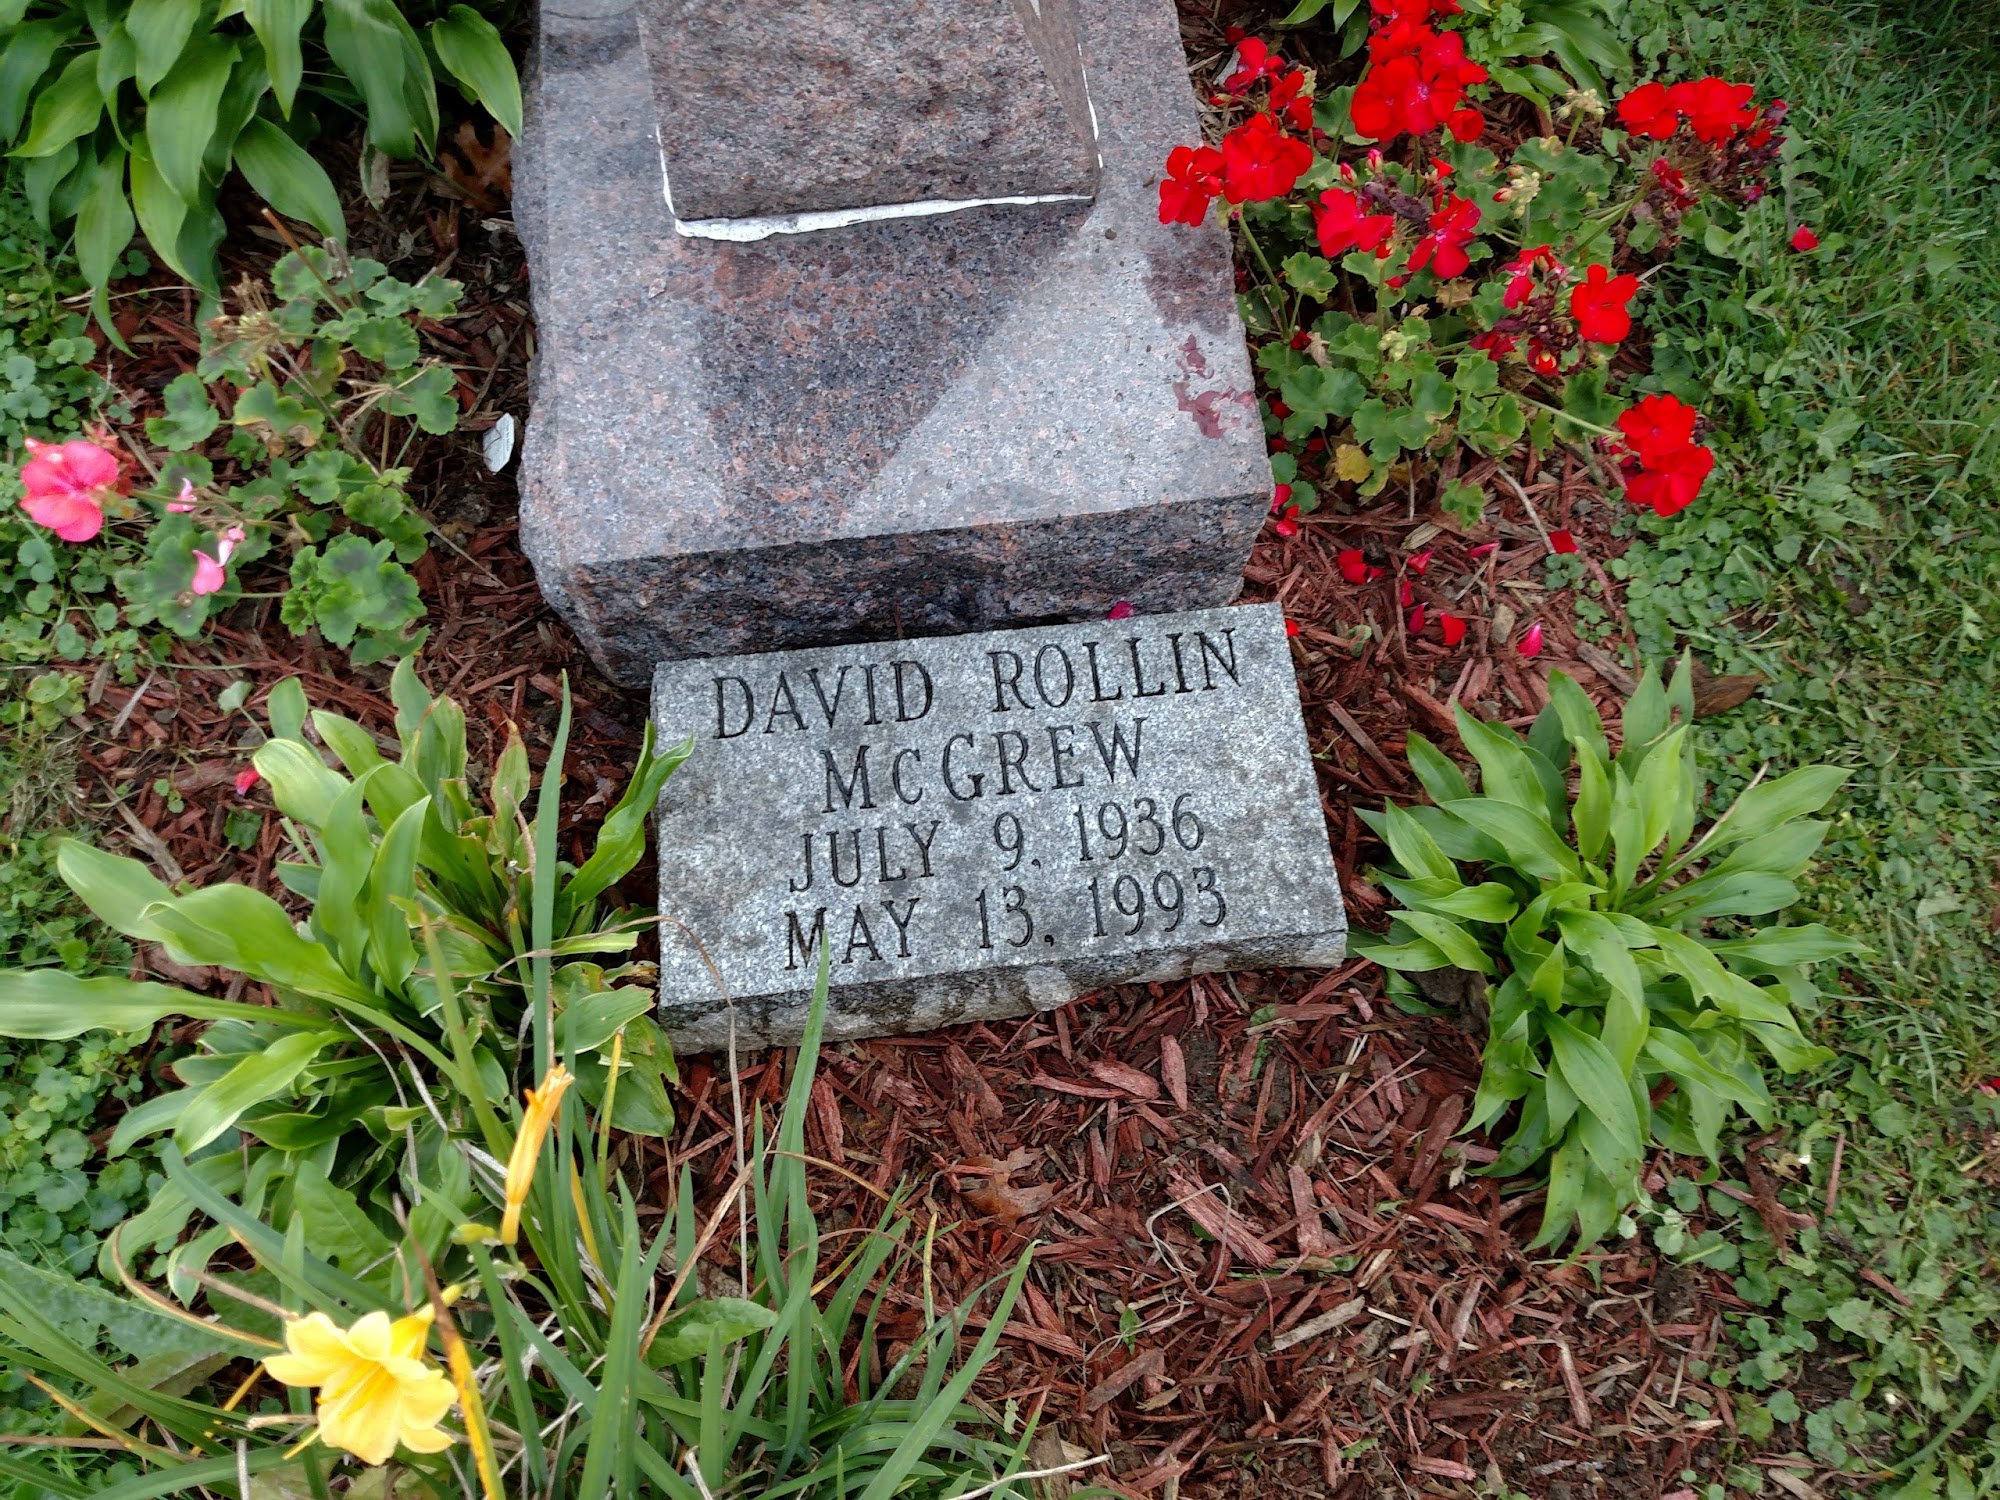 DAVID ROLLIN
McGREW
JULY 9, 1936
MAY 13, 1993